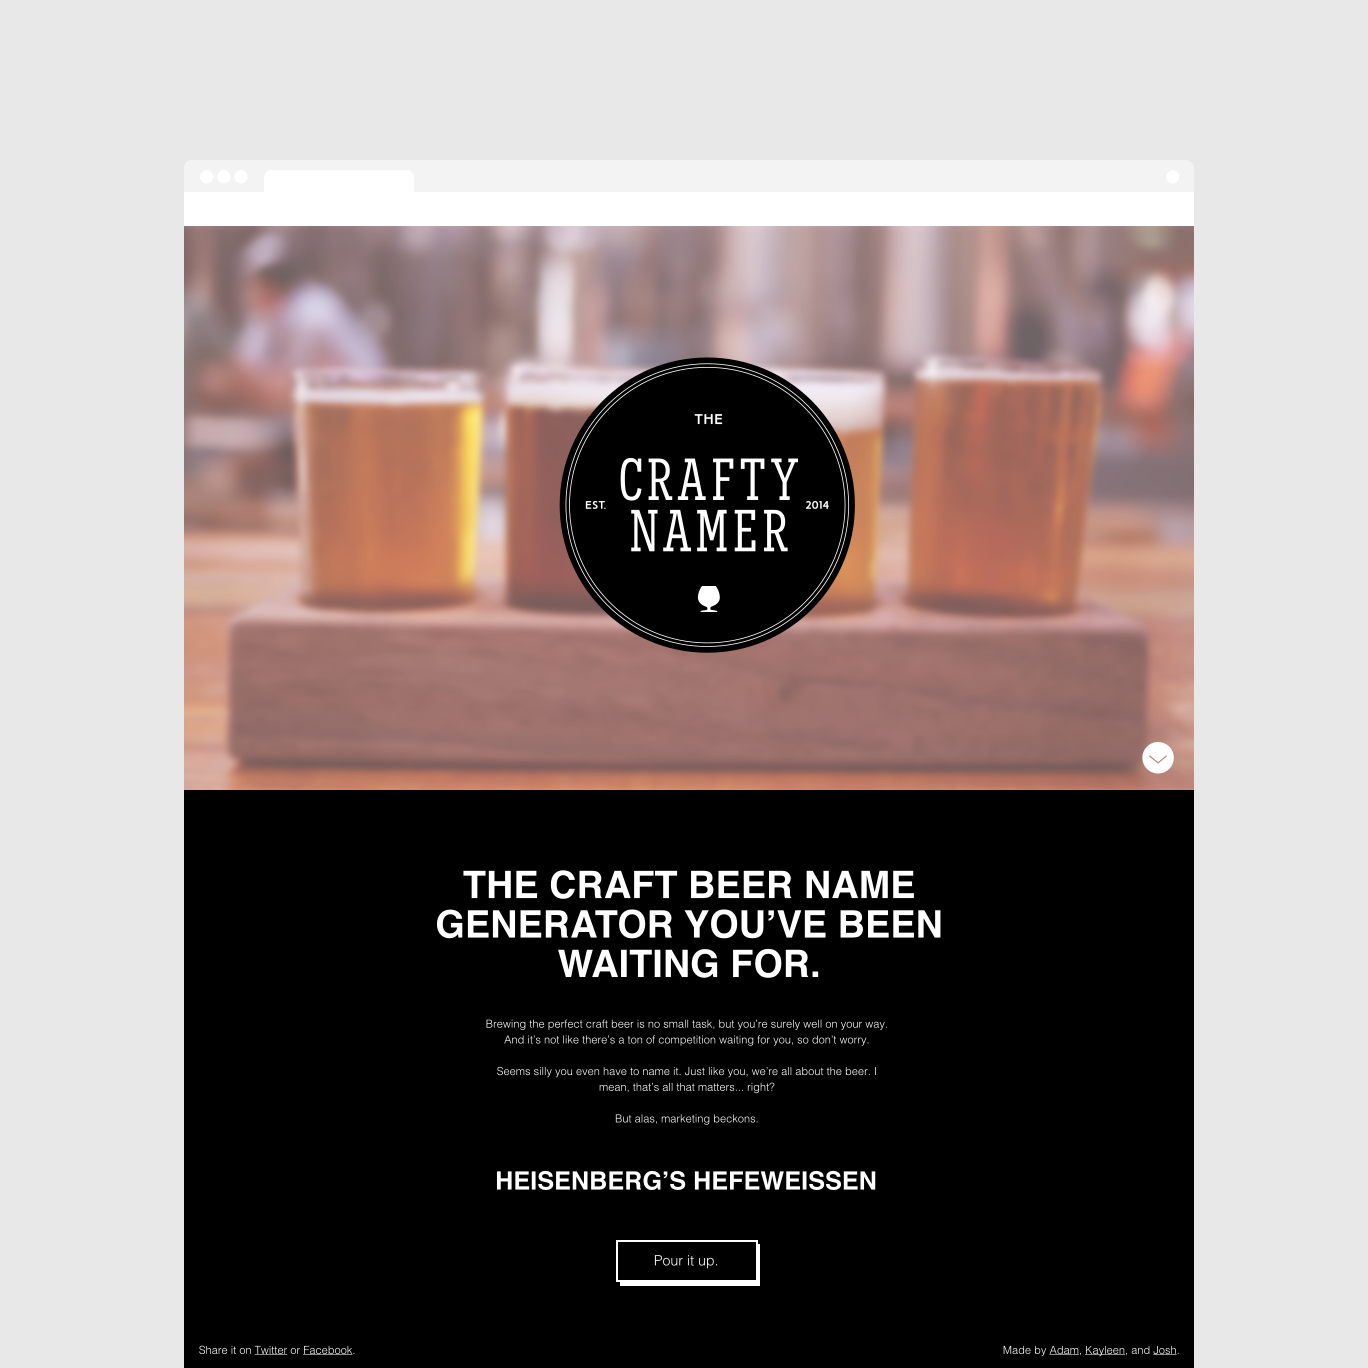 THE
CRAFTY
EST.
2014
NAMER
THE CRAFT BEER NAME
GENERATOR YOU’VE BEEN
WAITING FOR.
Brewing the perfect craft beer is no small task, but you’re surely well on your way.
And it’s not like there’s a ton of competition waiting for you, so don’t worry.
Seems silly you even have to name it. Just like you, we’re all about the beer. I
mean, that’s all that matters... right?
But alas, marketing beckons.
HEISENBERG’S HEFEWEISSEN
Pour it up.
Share it on Twitter or Facebook.
Made by Adam, Kayleen, and Josh.